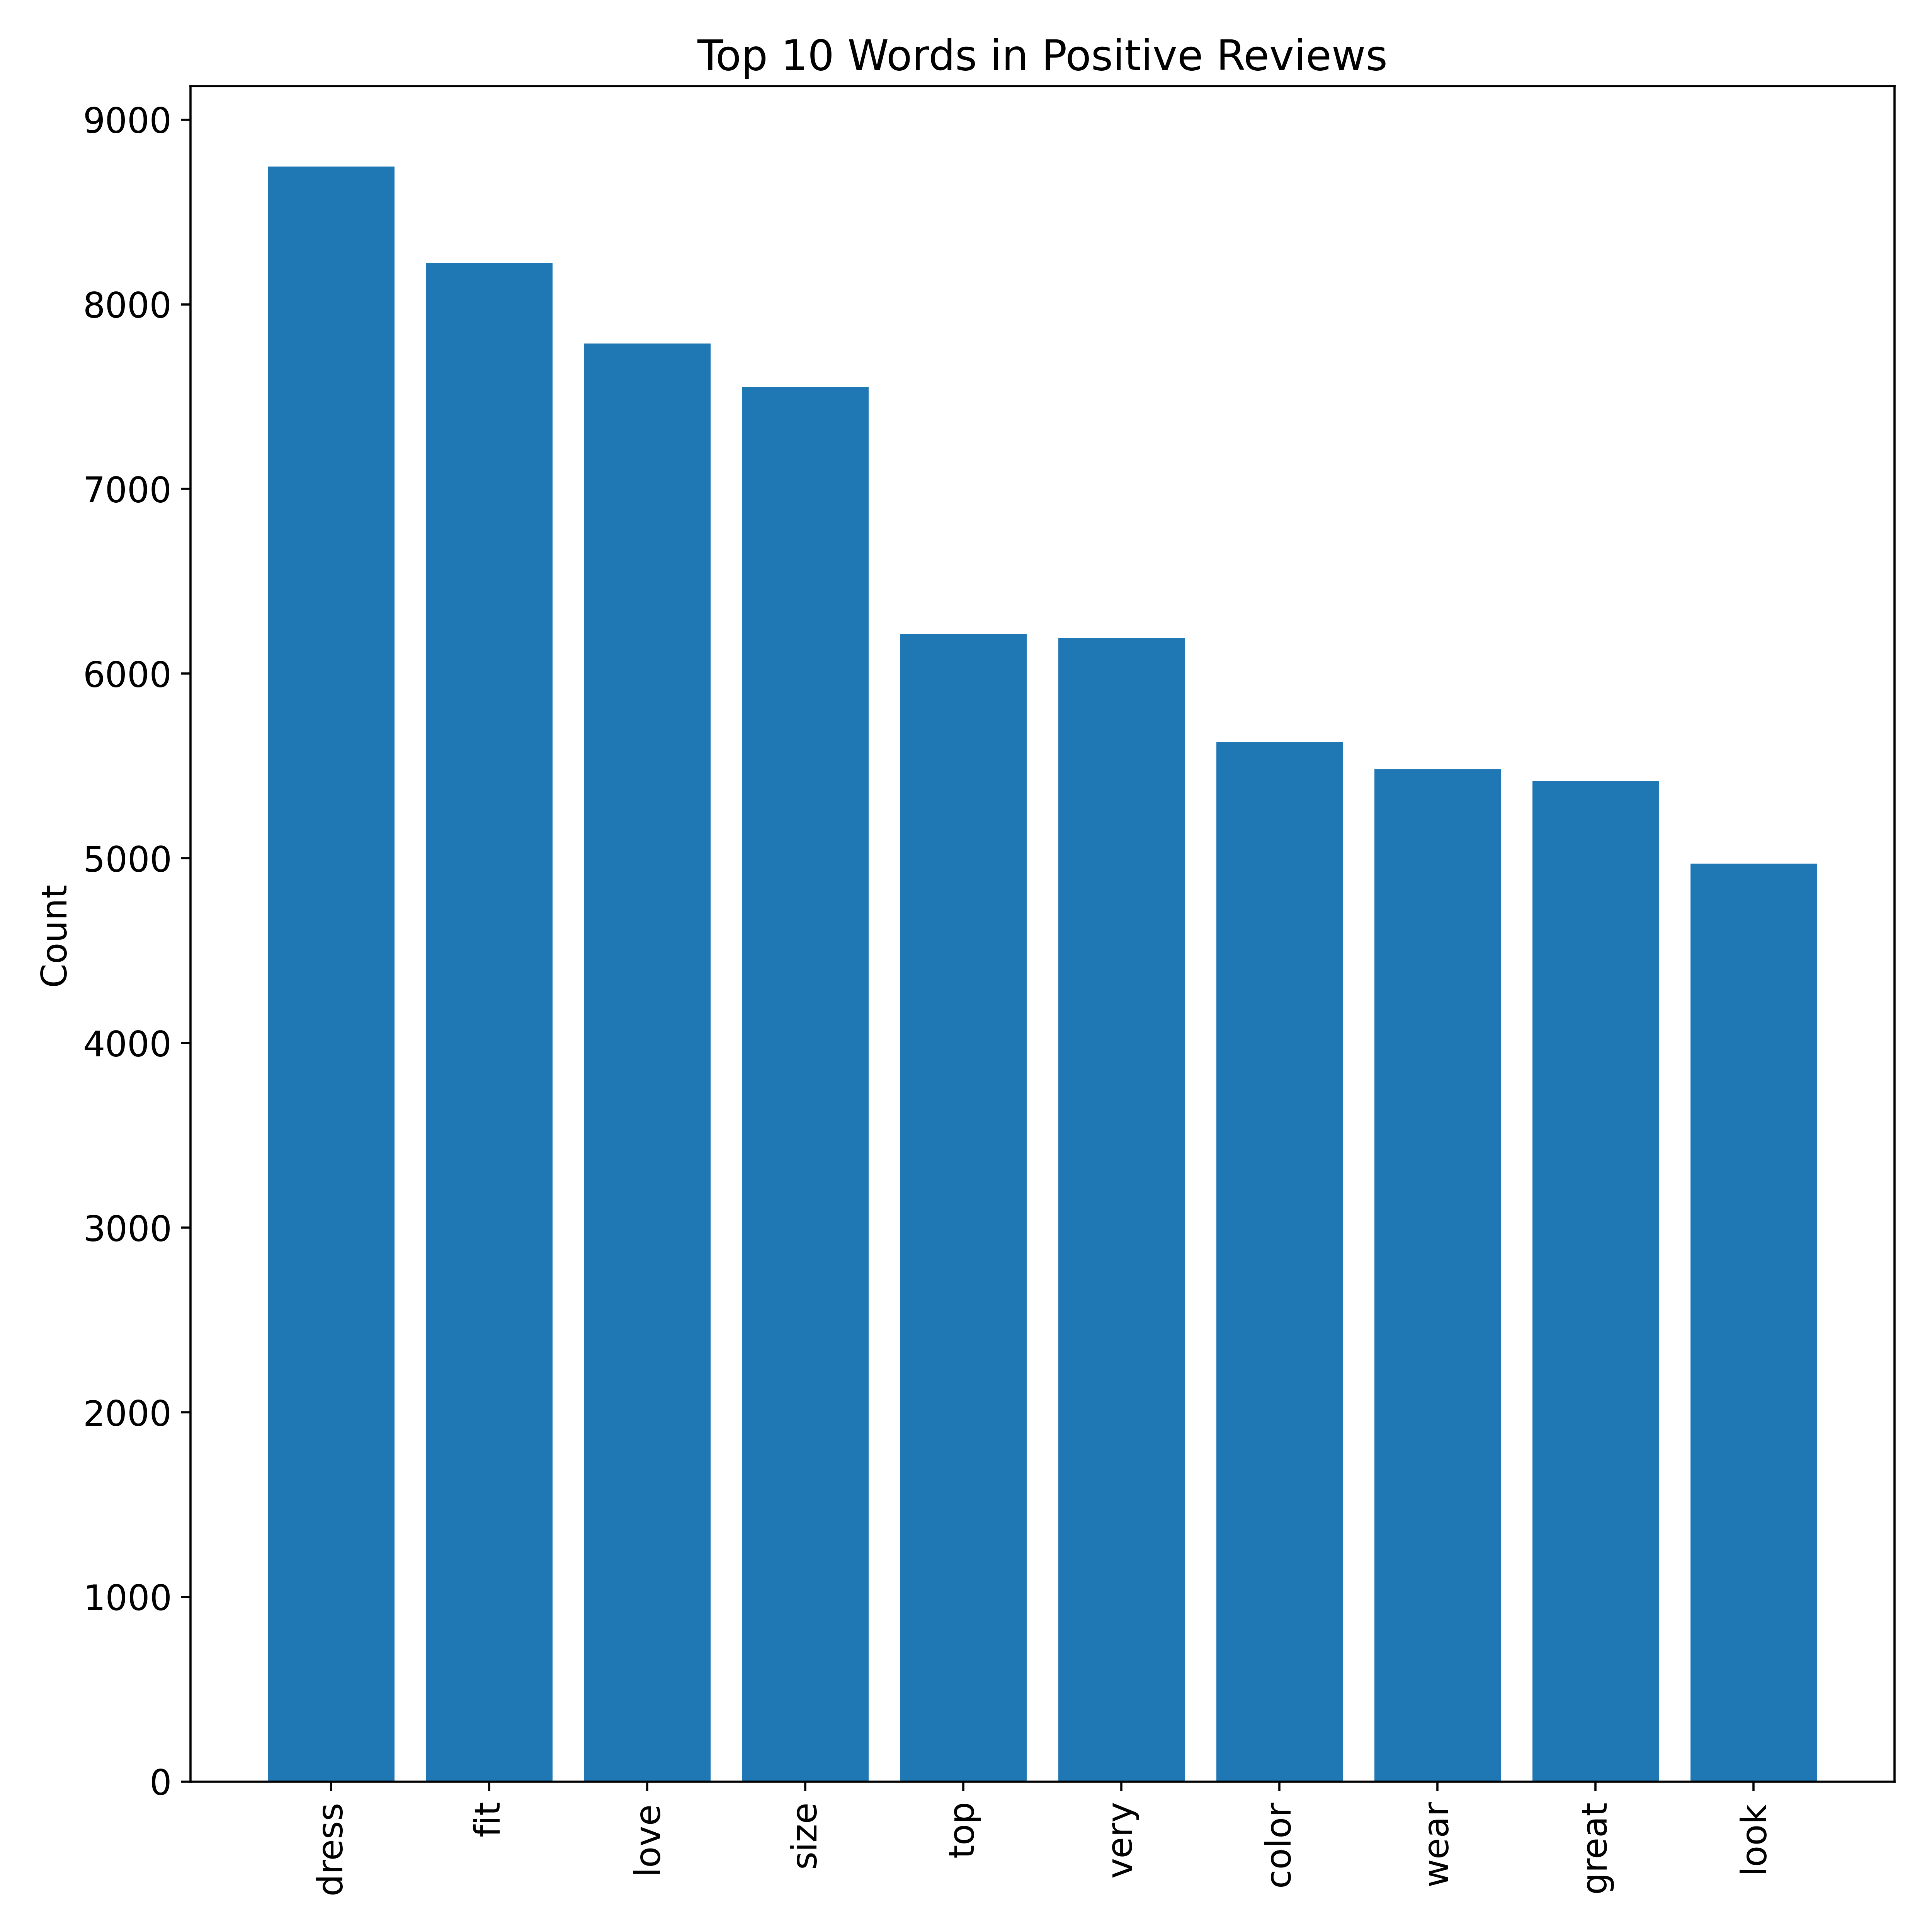 Top 10 Words in Positive Reviews
9000
8000
7000
6000
5000
4000
3000
2000
1000
0
Count
dress
fit
love
size
top
very
color
wear
great
look